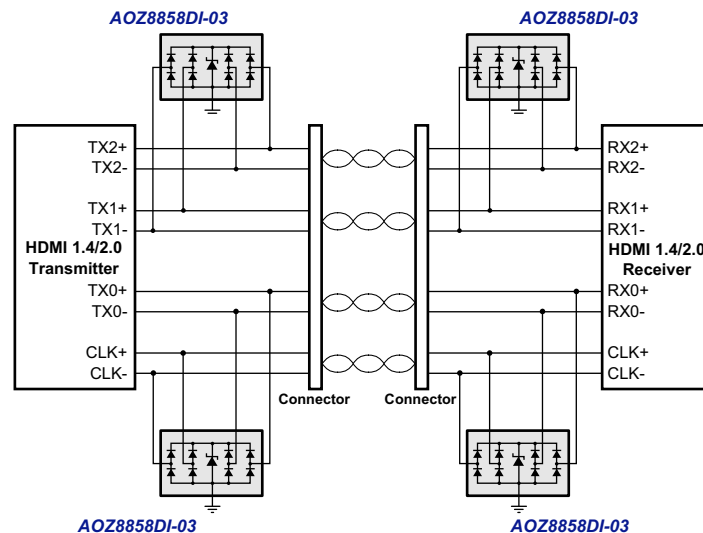 AOZ8858DI-03
AOZ8858DI-03
TX2+
TX2-
TX1+
TX1-
HDMI 1.4/2.0
Transmitter
TX0+
TX0-
CLK+
CLK-
Connector
Connector
RX2+
RX2-
RX1+
RX1-
HDMI 1.4/2.0
Receiver
RX0+
RX0-
CLK+
CLK-
AOZ8858DI-03
AOZ8858DI-03